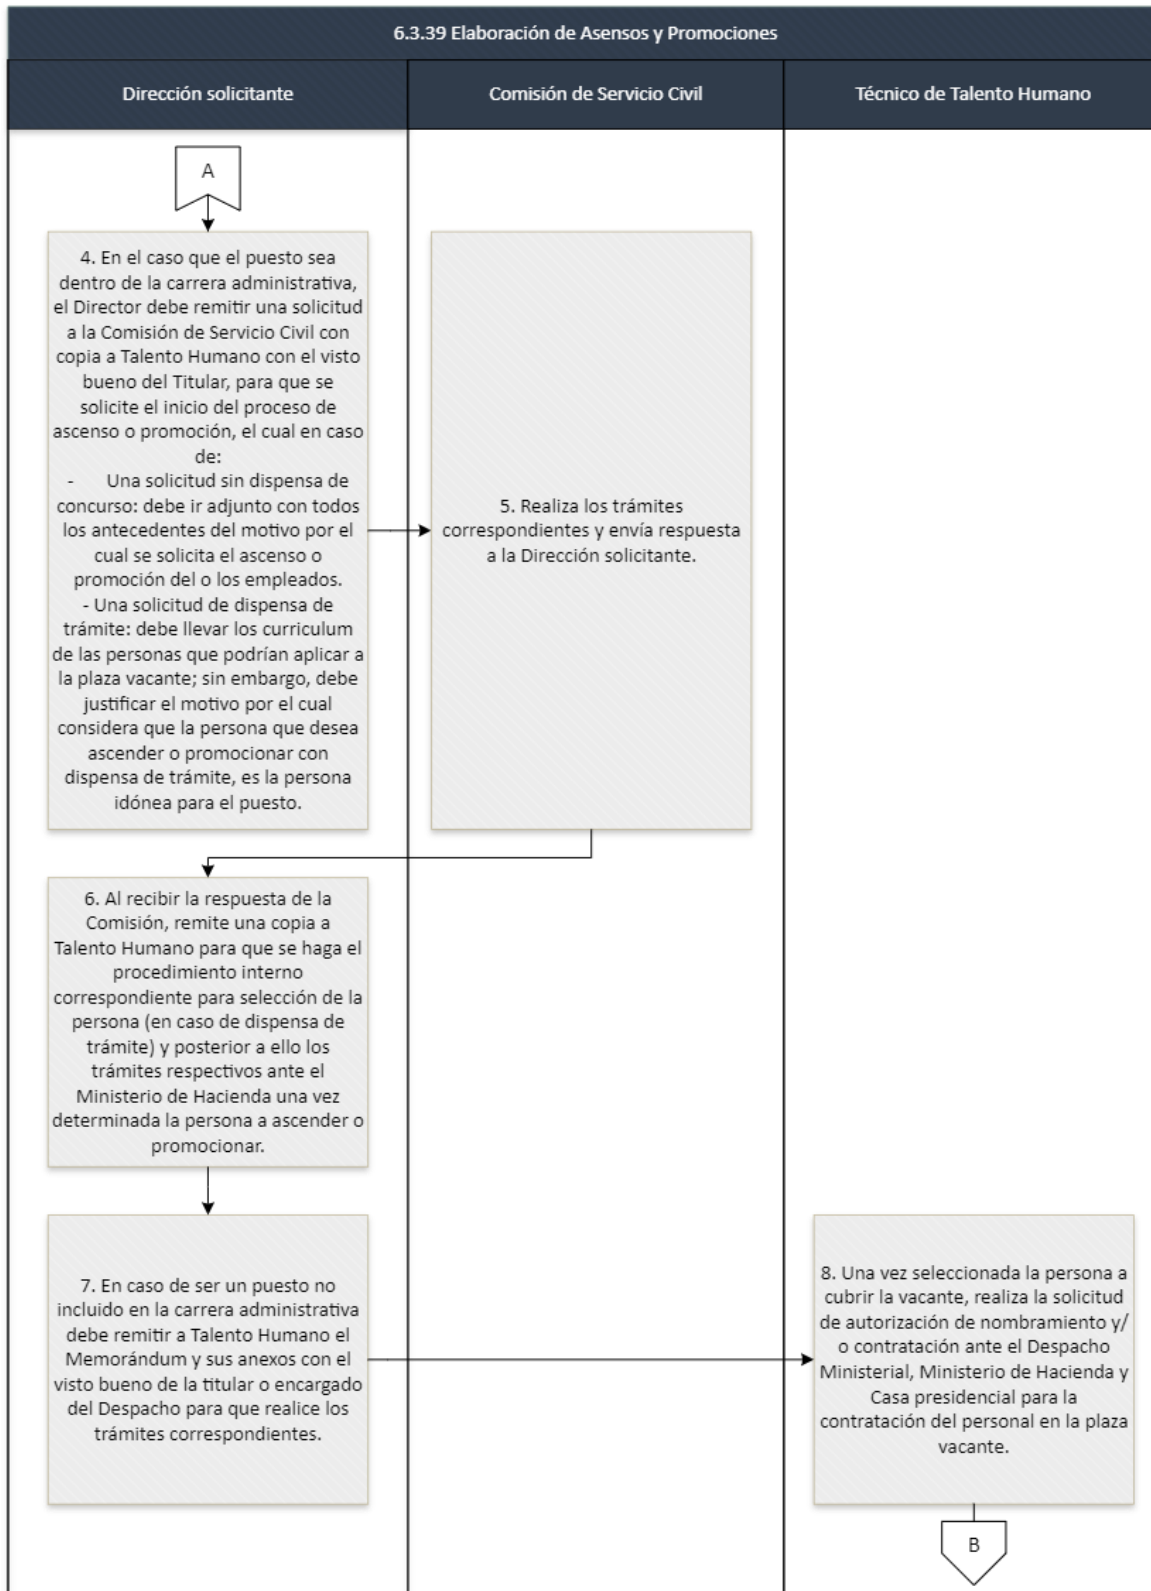 6.3.39 Elaboración de Asensos y Promociones
Dirección solicitante
Comisión de Servicio Civil
Técnico de Talento Humano
A
4. En el caso que el puesto sea
dentro de la carrera administrativa,
el Director debe remitir una solicitud
a la Comisión de Servicio Civil con
copia a Talento Humano con el visto
bueno del Titular, para que se
solicite el inicio del proceso de
ascenso o promoción, el cual en caso
de:
- Una solicitud sin dispensa de
concurso: debe ir adjunto con todos
los antecedentes del motivo por el
cual se solicita el ascenso o
promoción del o los empleados.
- Una solicitud de dispensa de
trámite: debe llevar los curriculum
de las personas que podrían aplicar a
la plaza vacante; sin embargo, debe
justificar el motivo por el cual
considera que la persona que desea
ascender o promocionar con
dispensa de trámite, es la persona
idónea para el puesto.
5. Realiza los trámites
correspondientes y envía respuesta
a la Dirección solicitante.
6. Al recibir la respuesta de la
Comisión, remite una copia a
Talento Humano para que se haga el
procedimiento interno
correspondiente para selección de la
persona (en caso de dispensa de
trámite) y posterior a ello los
trámites respectivos ante el
Ministerio de Hacienda una vez
determinada la persona a ascender o
promocionar.
7. En caso de ser un puesto no
incluido en la carrera administrativa
debe remitir a Talento Humano el
Memorándum y sus anexos con el
visto bueno de la titular o encargado
del Despacho para que realice los
trámites correspondientes.
8. Una vez seleccionada la persona a
cubrir la vacante, realiza la solicitud
de autorización de nombramiento y/
o contratación ante el Despacho
Ministerial, Ministerio de Hacienda y
Casa presidencial para la
contratación del personal en la plaza
vacante.
B